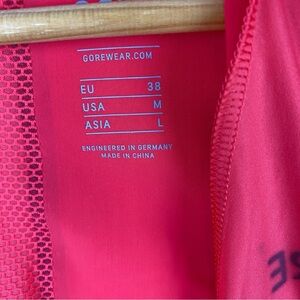 GOREWEAR.COM
EU 38
USA M
ASIA L
ENGINEERED IN GERMANY
MADE IN CHINA